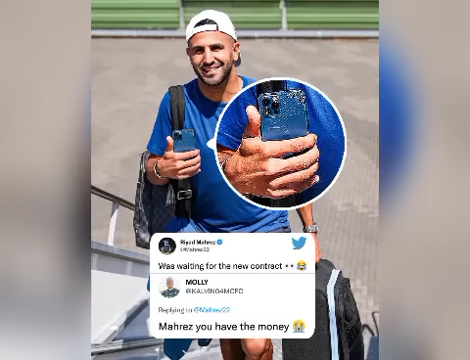 Riyad Mahrez
@Mahrez22
Was waiting for the new contract 👀😂
MOLLY
@KALVIN04MCFC
Replying to @Mahrez22
Mahrez you have the money 😭